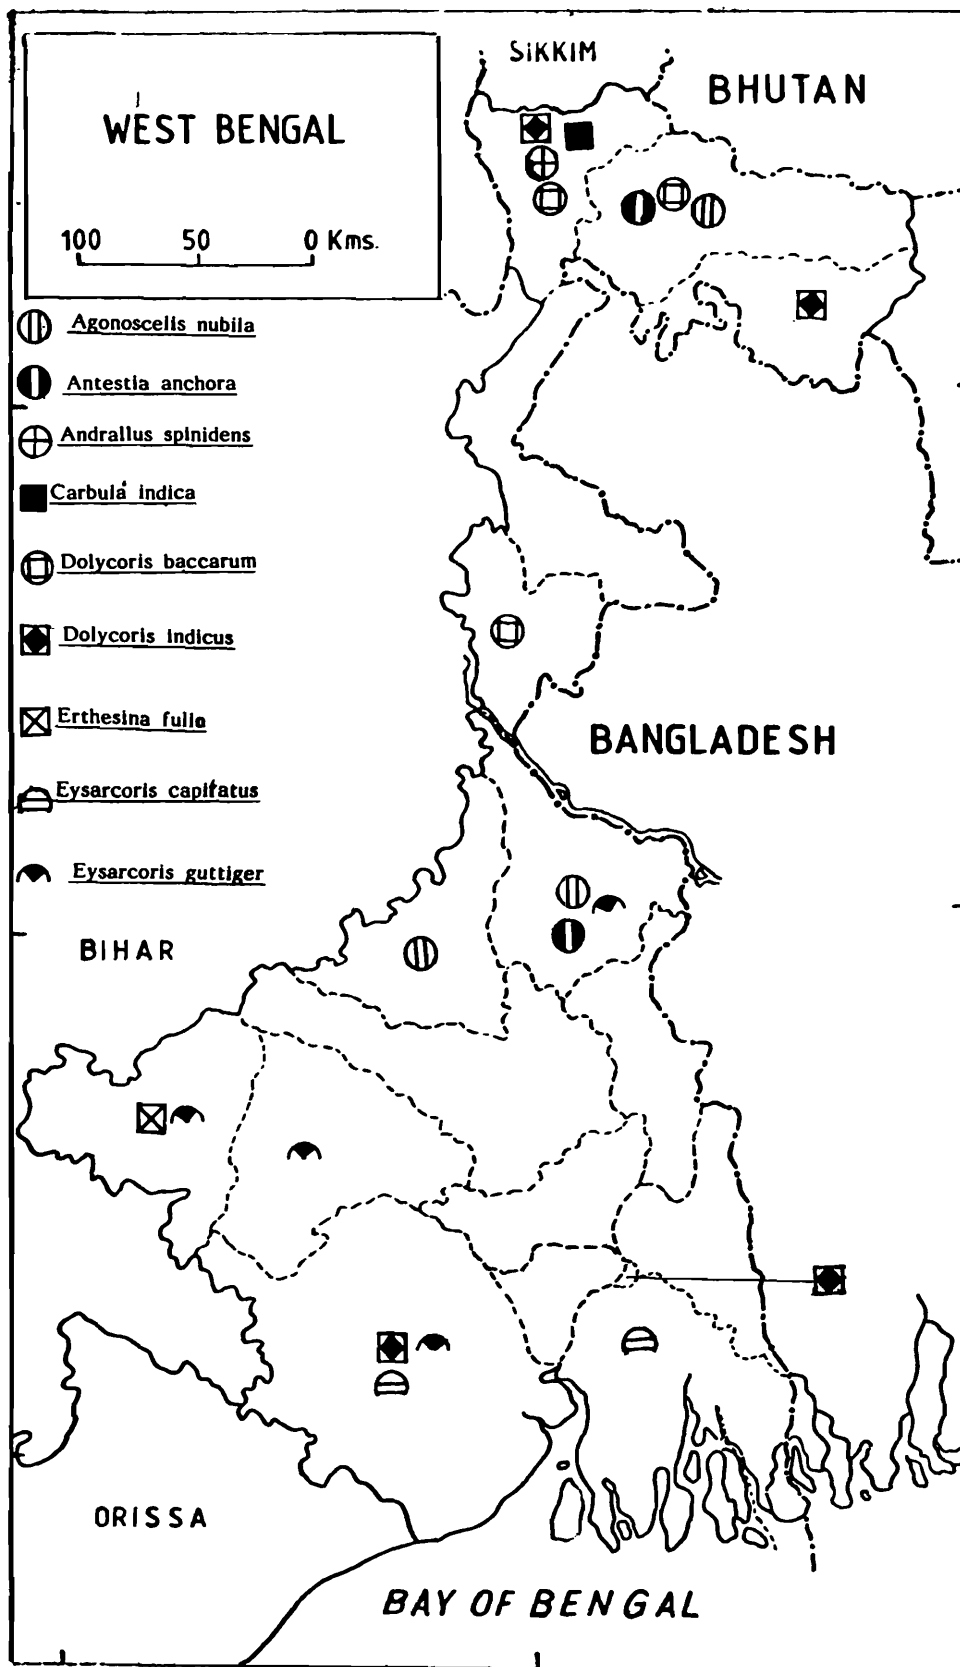 SiKKIM
BHUTAN
WEST BENGAL
100 50 0 Kms.
Agonoscelis nubila
Antestia anchora
Andrallus spinidens
Carbula indica
Dolycoris baccarum
Dolycoris indicus
Erthesina fullo
Eysarcoris capitatus
Eysarcoris guttiger
BANGLADESH
BIHAR
ORISSA
BAY OF BENGAL